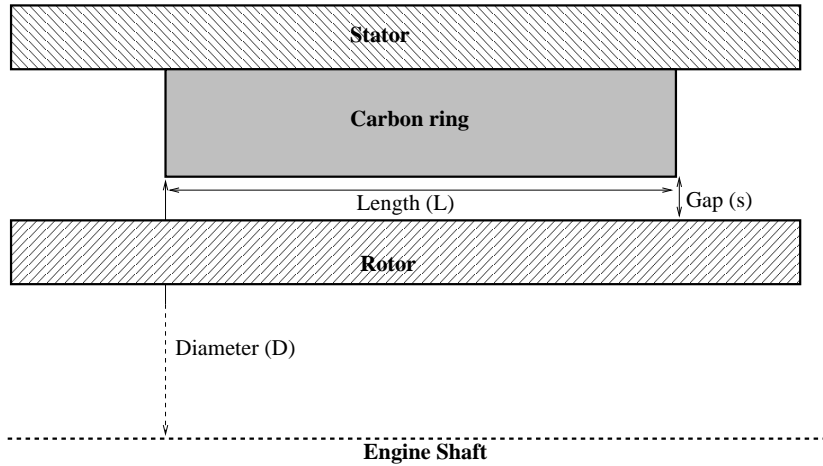 Stator
Carbon ring
Length (L)
Gap (s)
Rotor
Diameter (D)
Engine Shaft